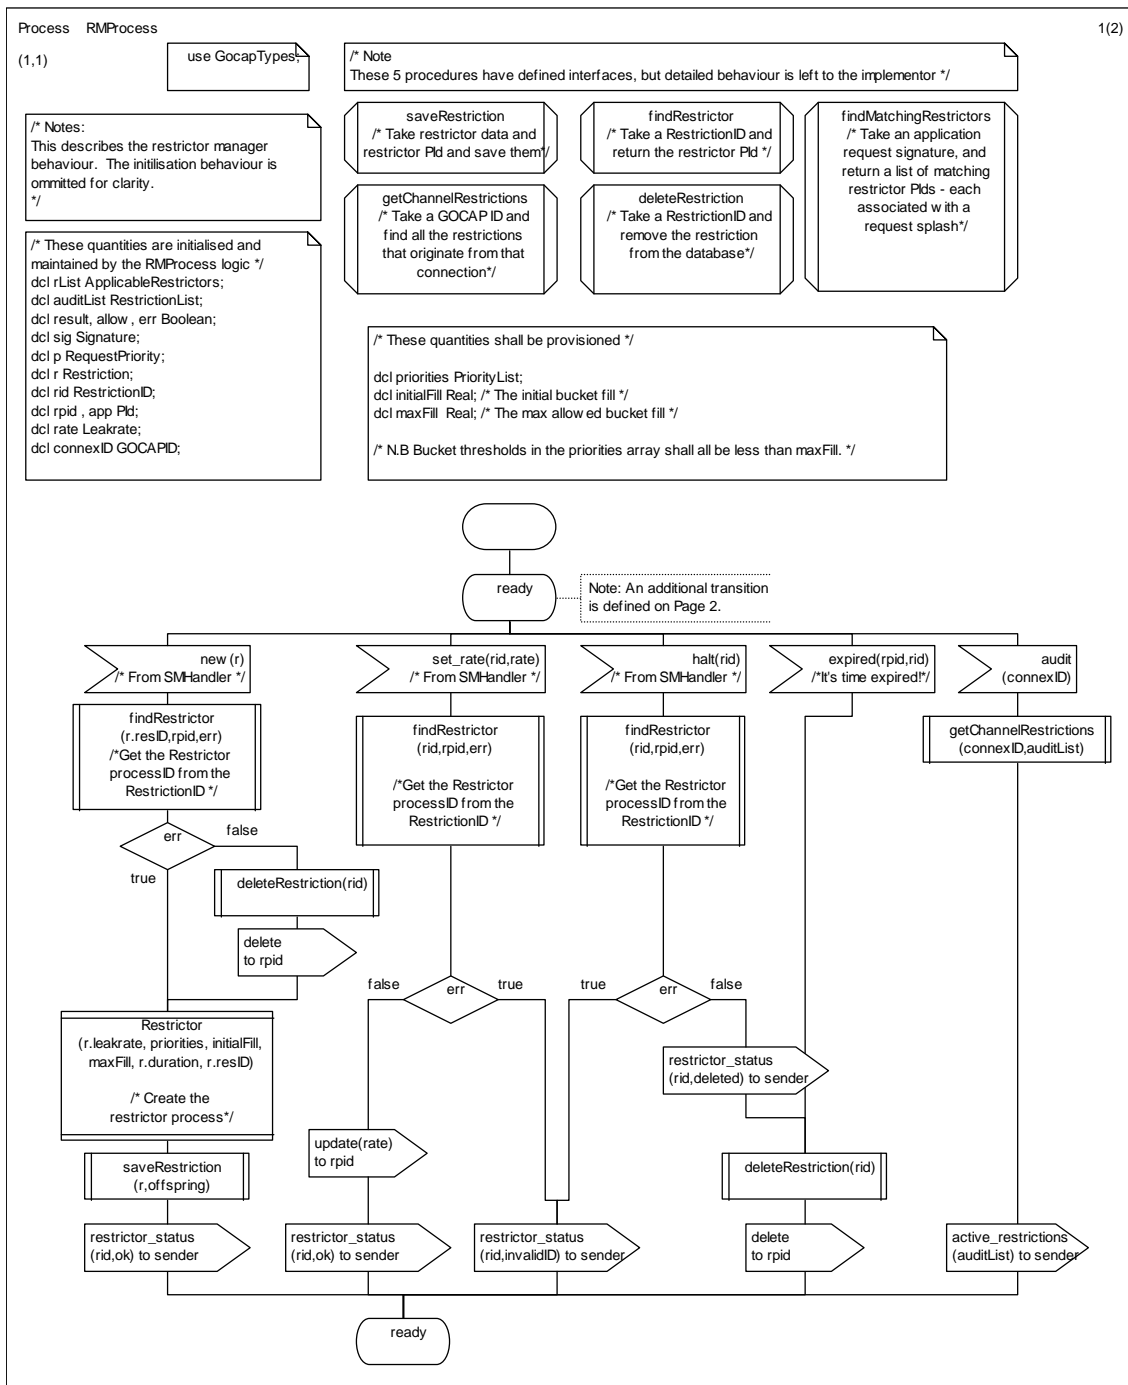 Process RMProcess
1(2)
(1,1)
use GocapTypes;
/* Note
These 5 procedures have defined interfaces, but detailed behaviour is left to the implementor */
/* Notes:
This describes the restrictor manager
behaviour. The initilisation behaviour is
ommitted for clarity.
*/
saveRestriction
/* Take restrictor data and
restrictor PId and save them*/
findRestrictor
/* Take a RestrictionID and
return the restrictor PId */
findMatchingRestrictors
/* Take an application
request signature, and
return a list of matching
restrictor PIds - each
associated with a
request splash*/
getChannelRestrictions
/* Take a GOCAP ID and
find all the restrictions
that originate from that
connection*/
deleteRestriction
/* Take a RestrictionID and
remove the restriction
from the database*/
/* These quantities are initialised and
maintained by the RMProcess logic */
dcl rList ApplicableRestrictors;
dcl auditList RestrictionList;
dcl result, allow, err Boolean;
dcl sig Signature;
dcl p RequestPriority;
dcl r Restriction;
dcl rid RestrictionID;
dcl rpid , app PId;
dcl rate Leakrate;
dcl connexID GOCAPID;
/* These quantities shall be provisioned */
dcl priorities PriorityList;
dcl initialFill Real; /* The initial bucket fill */
dcl maxFill Real; /* The max allowed bucket fill */
/* N.B Bucket thresholds in the priorities array shall all be less than maxFill. */
ready
Note: An additional transition
is defined on Page 2.
new (r)
/* From SMHandler */
set_rate(rid,rate)
/* From SMHandler */
halt(rid)
/* From SMHandler */
expired(rpid,rid)
/*It's time expired!*/
audit
(connexID)
findRestrictor
(r.resID,rpid,err)
/*Get the Restrictor
processID from the
RestrictionID */
findRestrictor
(rid,rpid,err)
/*Get the Restrictor
processID from the
RestrictionID */
findRestrictor
(rid,rpid,err)
/*Get the Restrictor
processID from the
RestrictionID */
getChannelRestrictions
(connexID,auditList)
err
false
true
deleteRestriction(rid)
delete
to rpid
false
err
true
true
err
false
Restrictor
(r.leakrate, priorities, initialFill,
maxFill, r.duration, r.resID)
/* Create the
restrictor process*/
restrictor_status
(rid,deleted) to sender
update(rate)
to rpid
saveRestriction
(r,offspring)
deleteRestriction(rid)
restrictor_status
(rid,ok) to sender
restrictor_status
(rid,ok) to sender
restrictor_status
(rid,invalidID) to sender
delete
to rpid
active_restrictions
(auditList) to sender
ready